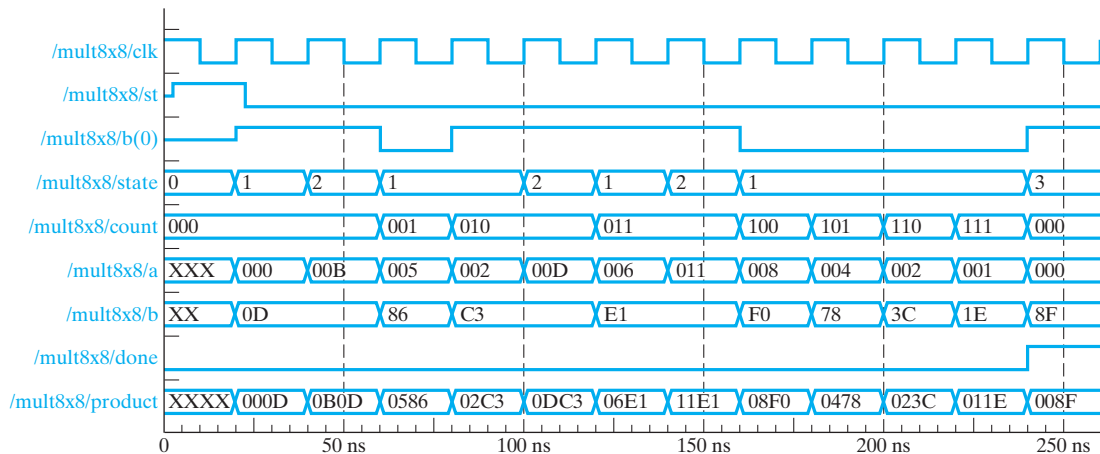 /mult8x8/clk
/mult8x8/st
/mult8x8/b(0)
/mult8x8/state 0 1 2 1 2 1 2 1 3
/mult8x8/count 000 001 010 011 100 101 110 111 000
/mult8x8/a XXX 000 00B 005 002 00D 006 011 008 004 002 001 000
/mult8x8/b XX 0D 86 C3 E1 F0 78 3C 1E 8F
/mult8x8/done
/mult8x8/product XXXX 000D 0B0D 0586 02C3 0DC3 06E1 11E1 08F0 0478 023C 011E 008F
0 50 ns 100 ns 150 ns 200 ns 250 ns